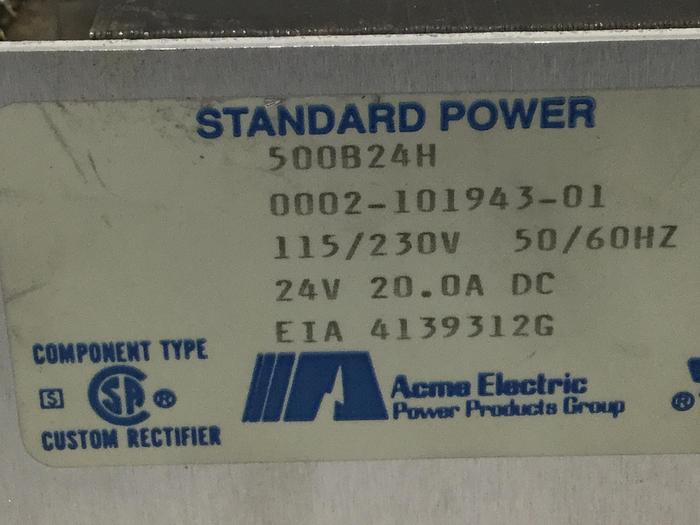 STANDARD POWER
500B24H
0002-101943-01
115/230V 50/60HZ
24V 20.0A DC
EIA 4139312G
COMPONENT TYPE
S SA ®
CUSTOM RECTIFIER
Acme Electric
Power Products Group
®